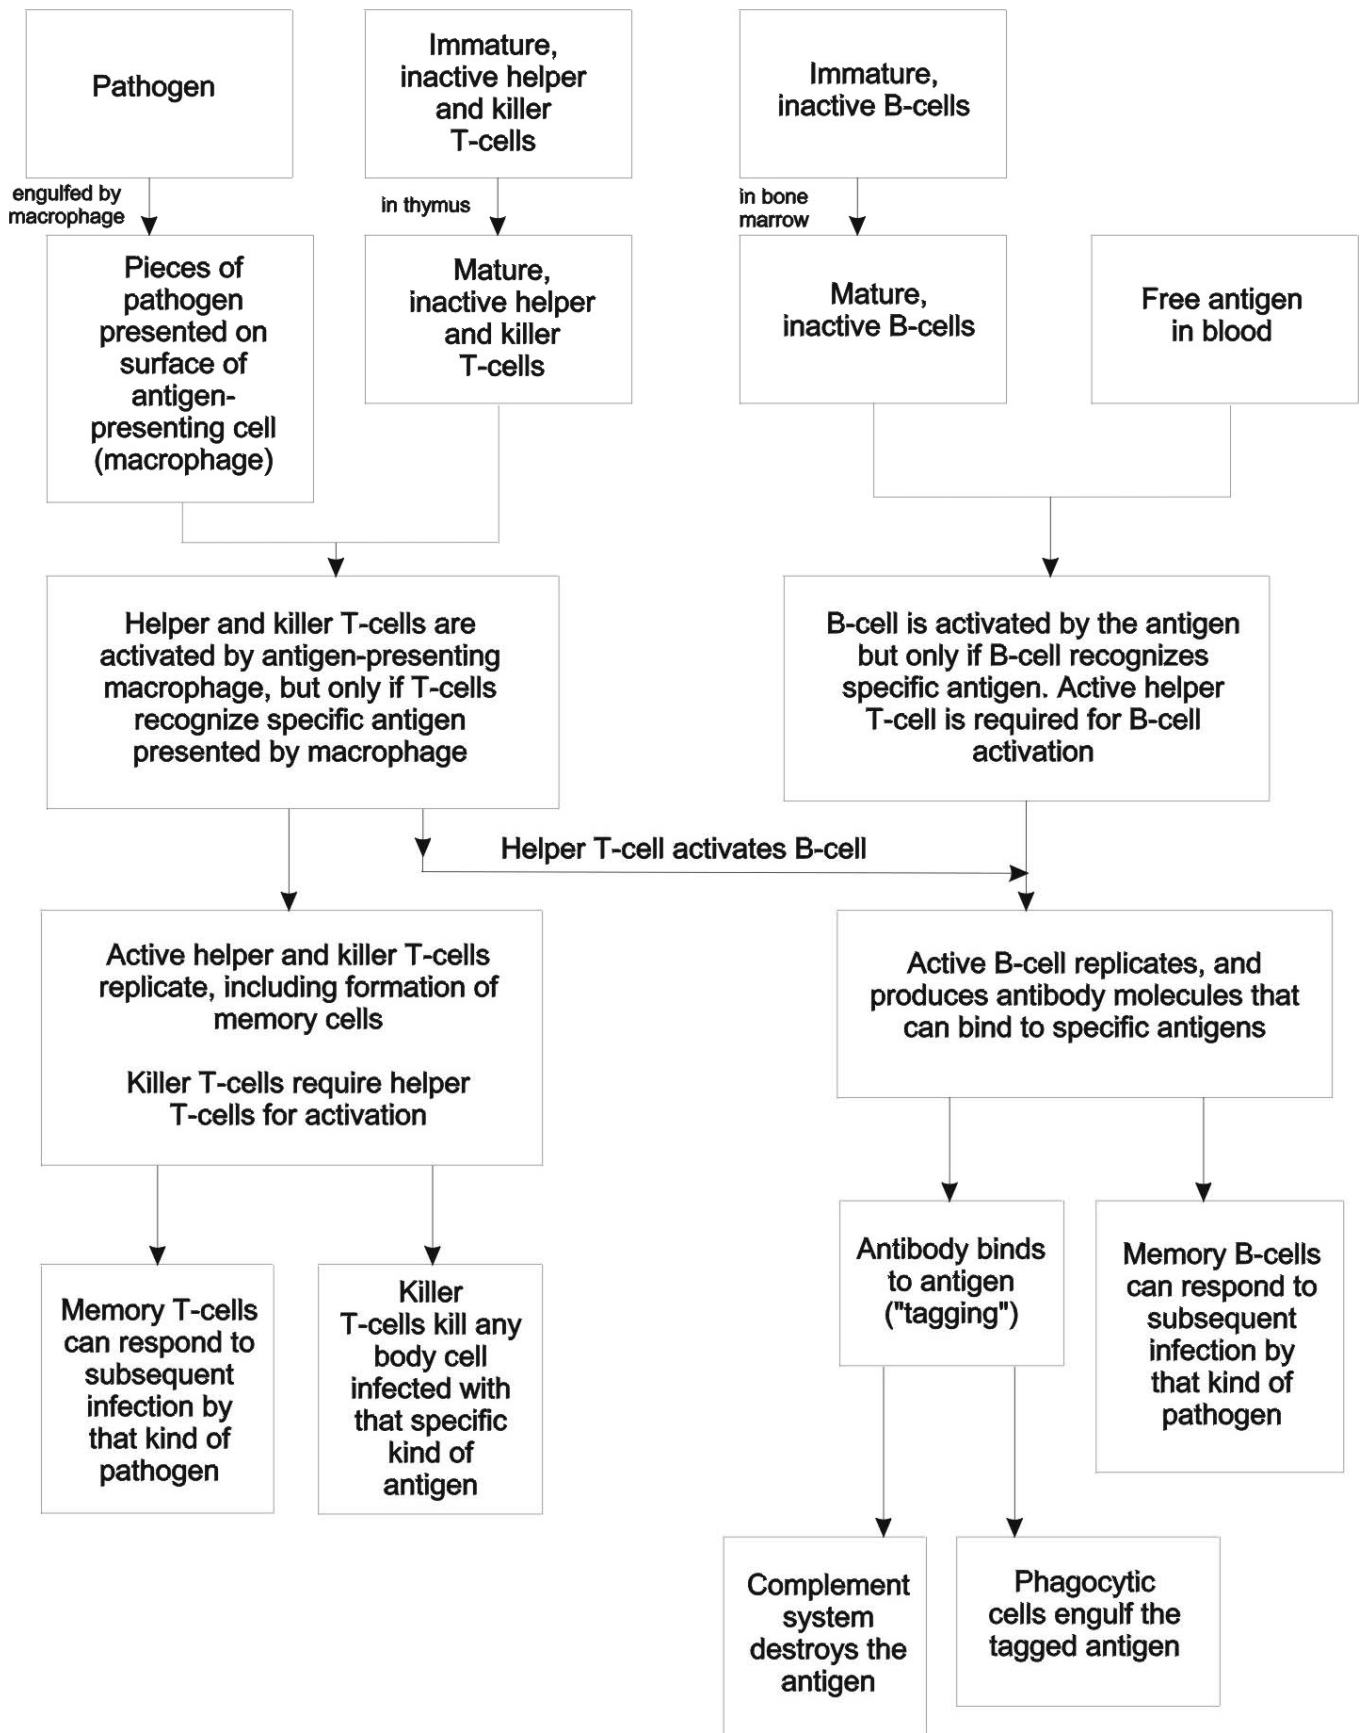 Pathogen
Immature,
inactive helper
and killer
T-cells
Immature,
inactive B-cells
engulfed by
macrophage
in thymus
in bone
marrow
Pieces of
pathogen
presented on
surface of
antigen-
presenting cell
(macrophage)
Mature,
inactive helper
and killer
T-cells
Mature,
inactive B-cells
Free antigen
in blood
Helper and killer T-cells are
activated by antigen-presenting
macrophage, but only if T-cells
recognize specific antigen
presented by macrophage
B-cell is activated by the antigen
but only if B-cell recognizes
specific antigen. Active helper
T-cell is required for B-cell
activation
Helper T-cell activates B-cell
Active helper and killer T-cells
replicate, including formation of
memory cells
Killer T-cells require helper
T-cells for activation
Active B-cell replicates, and
produces antibody molecules that
can bind to specific antigens
Memory T-cells
can respond to
subsequent
infection by
that kind of
pathogen
Killer
T-cells kill any
body cell
infected with
that specific
kind of
antigen
Antibody binds
to antigen
("tagging")
Memory B-cells
can respond to
subsequent
infection by
that kind of
pathogen
Complement
system
destroys the
antigen
Phagocytic
cells engulf the
tagged antigen